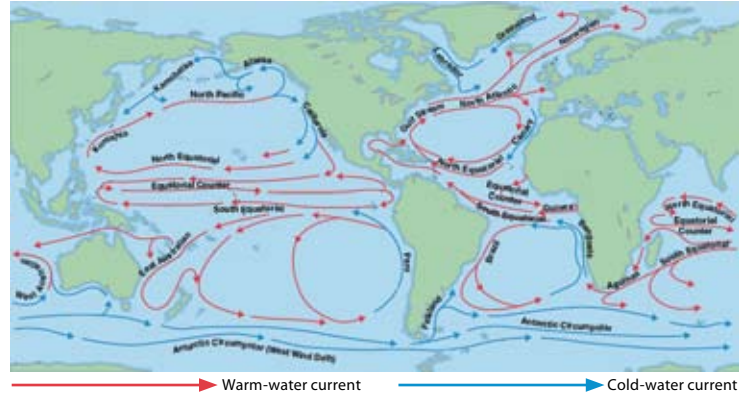 Greenland
Norwegian
Labrador
Kamchatka
Alaska
North Pacific
North Atlantic
Gulf Stream
California
Canary
Kuroshio
North Equatorial
North Equatorial
Equatorial Counter
Equatorial Counter
South Equatorial
South Equatorial
Guinea
North Equatorial
Equatorial Counter
South Equatorial
East Australian
Peru
Brazil
Benguela
Agulhas
Western Australian
Falkland
Antarctic Circumpolar
Antarctic Circumpolar (West Wind Drift)
Warm-water current
Cold-water current